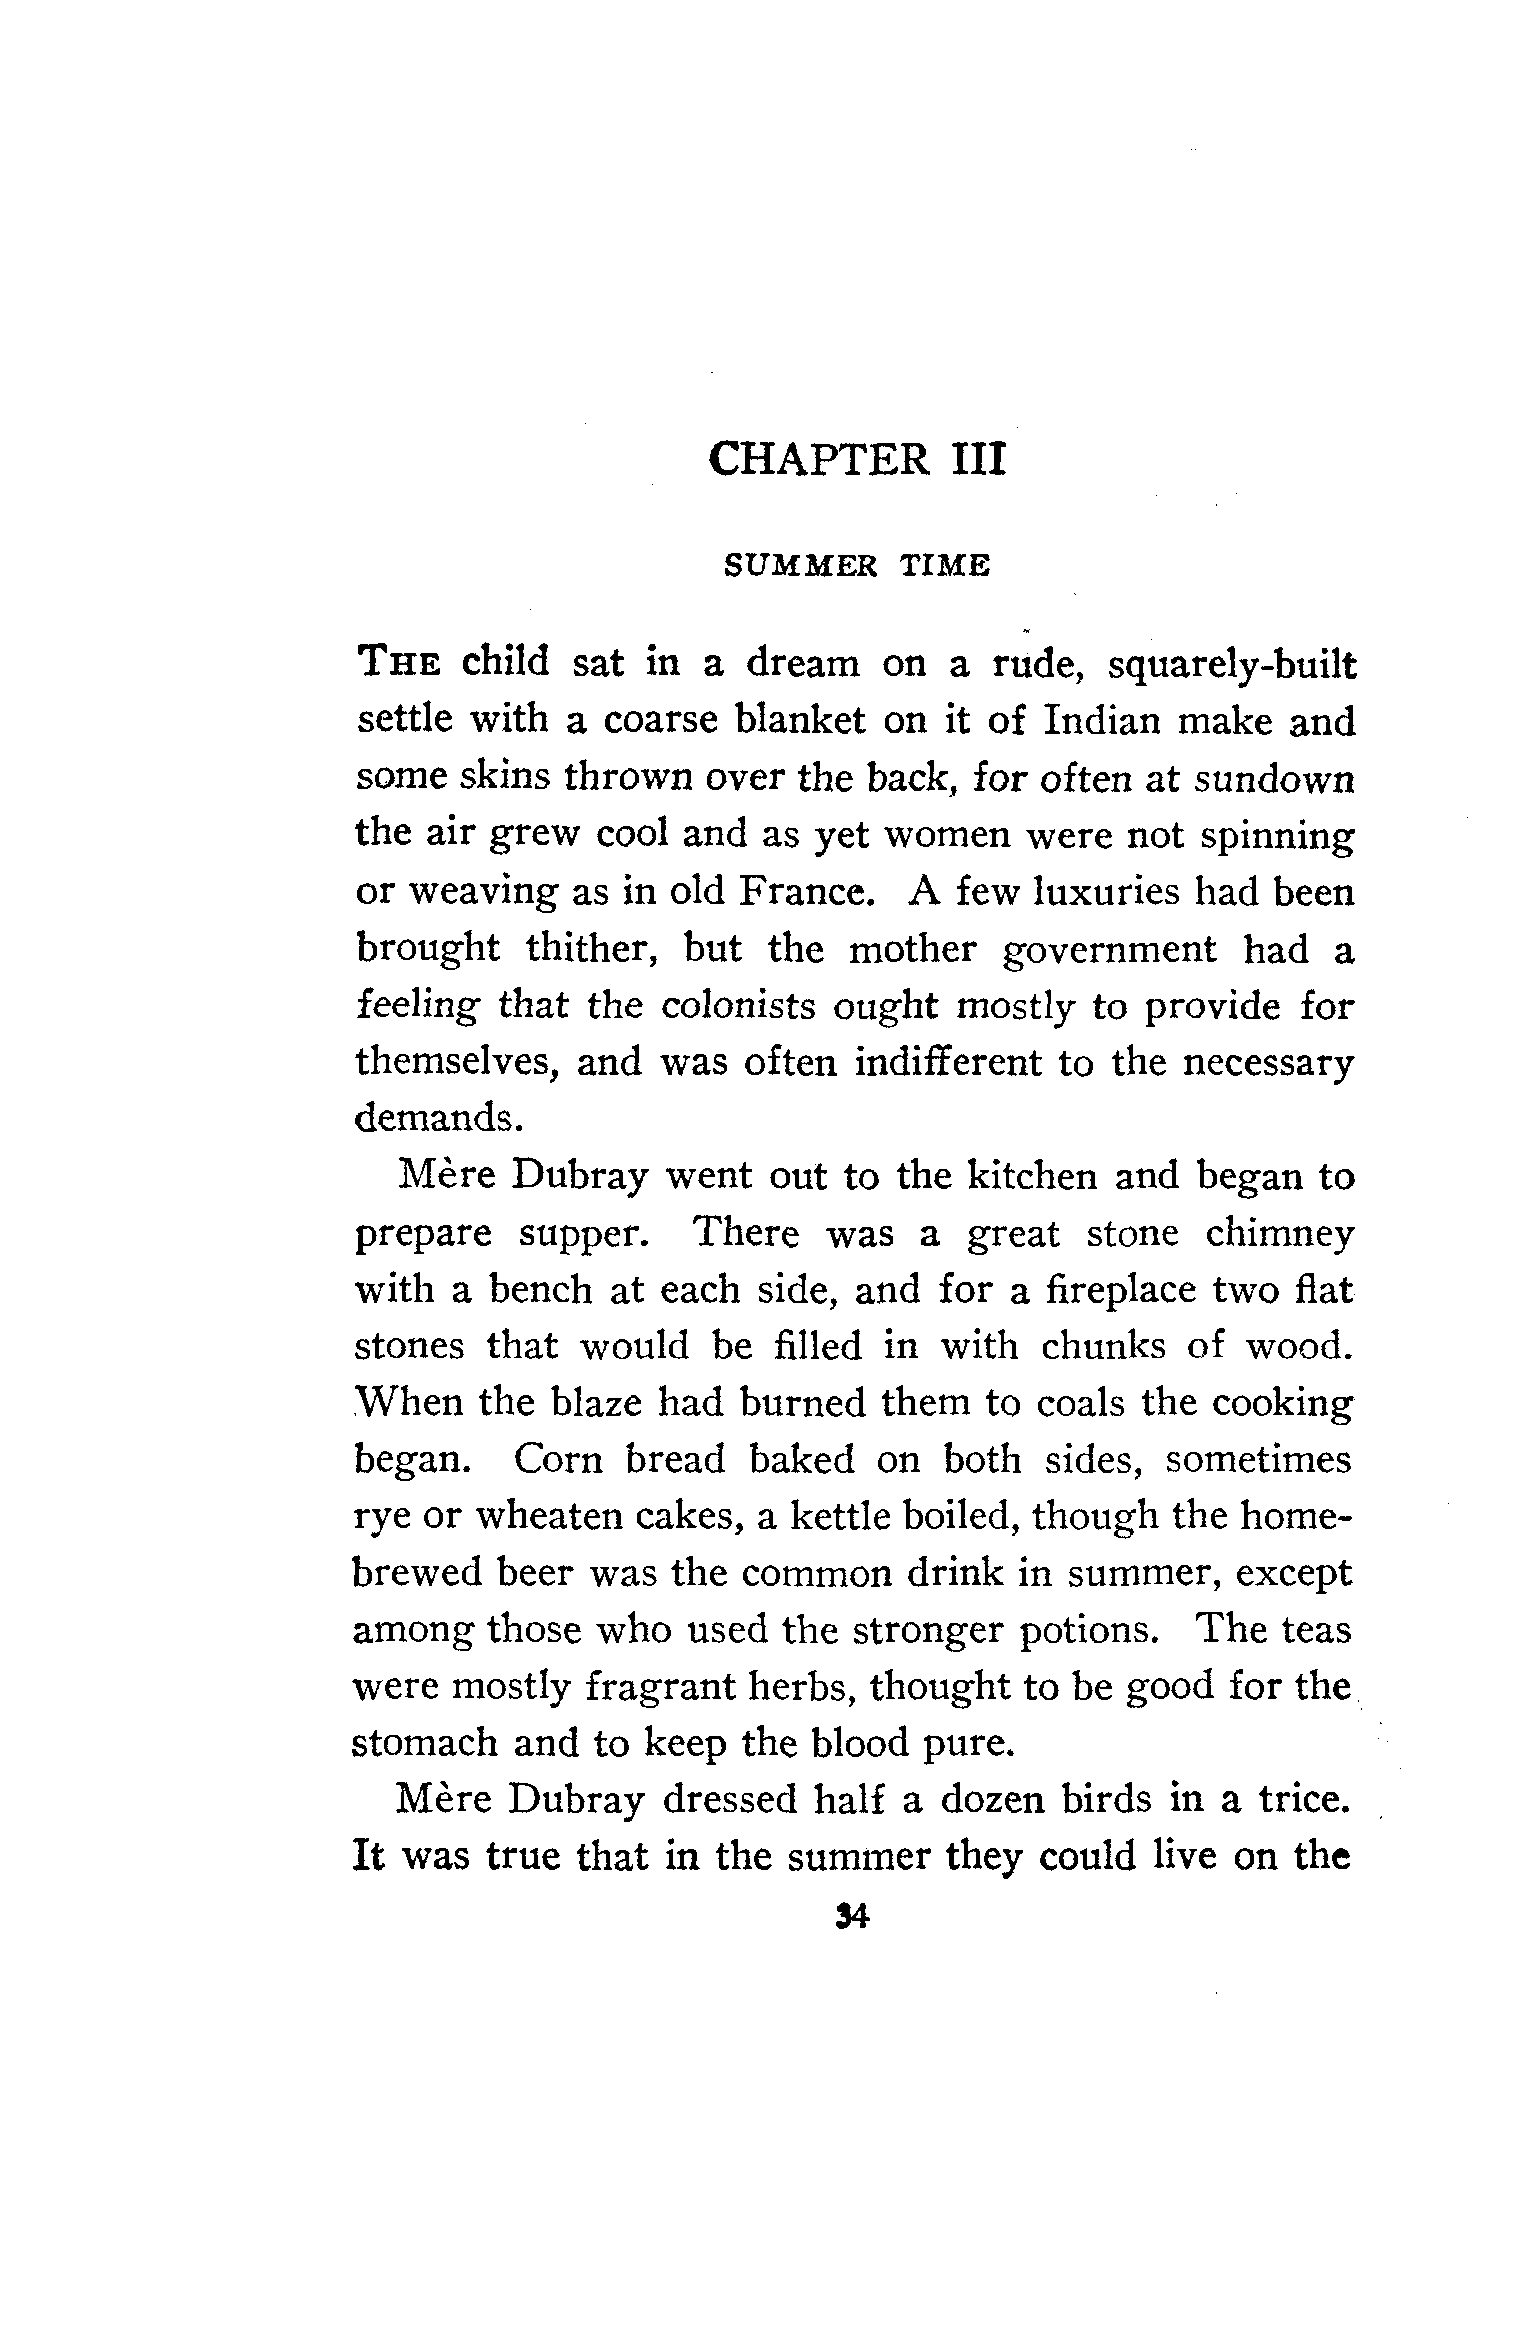 CHAPTER III
SUMMER TIME
THE child sat in a dream on a rude, squarely-built
settle with a coarse blanket on it of Indian make and
some skins thrown over the back, for often at sundown
the air grew cool and as yet women were not spinning
or weaving as in old France. A few luxuries had been
brought thither, but the mother government had a
feeling that the colonists ought mostly to provide for
themselves, and was often indifferent to the necessary
demands.
Mère Dubray went out to the kitchen and began to
prepare supper. There was a great stone chimney
with a bench at each side, and for a fireplace two flat
stones that would be filled in with chunks of wood.
When the blaze had burned them to coals the cooking
began. Corn bread baked on both sides, sometimes
rye or wheaten cakes, a kettle boiled, though the home-
brewed beer was the common drink in summer, except
among those who used the stronger potions. The teas
were mostly fragrant herbs, thought to be good for the
stomach and to keep the blood pure.
Mère Dubray dressed half a dozen birds in a trice.
It was true that in the summer they could live on the
34